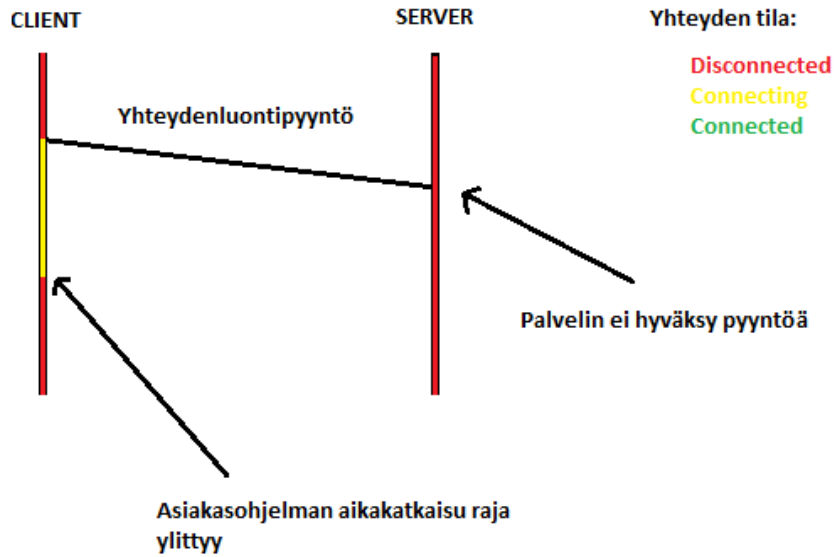 CLIENT
SERVER
Yhteyden tila:
Disconnected
Connecting
Connected
Yhteydenluontipyyntö
Palvelin ei hyväksy pyyntöä
Asiakasohjelman aikakatkaisu raja
ylittyy